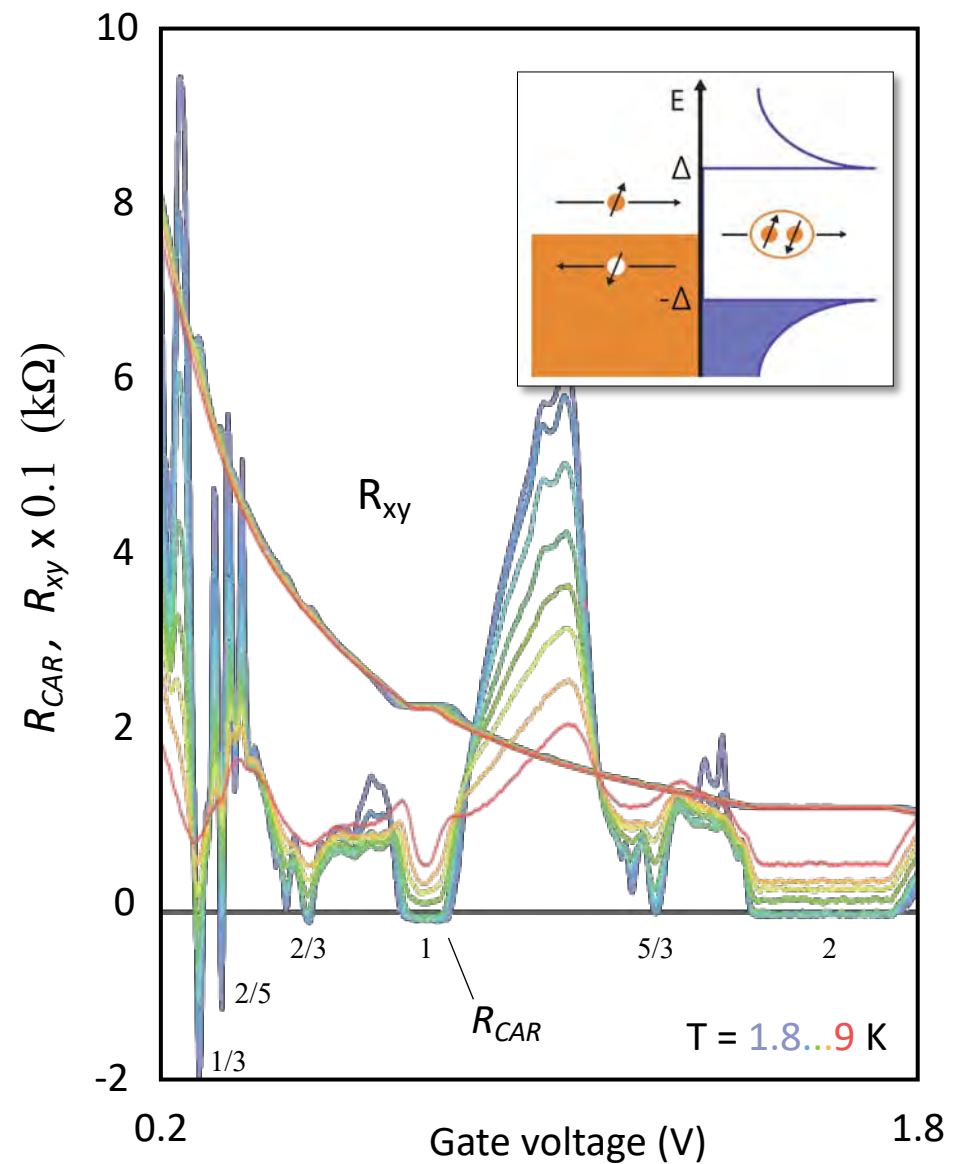 10
8
6
4
2
0
-2
R_CAR, R_xy x 0.1 (kΩ)
E
Δ
-Δ
R_xy
2/3
1
5/3
2
2/5
1/3
R_CAR
T = 1.8...9 K
0.2
Gate voltage (V)
1.8